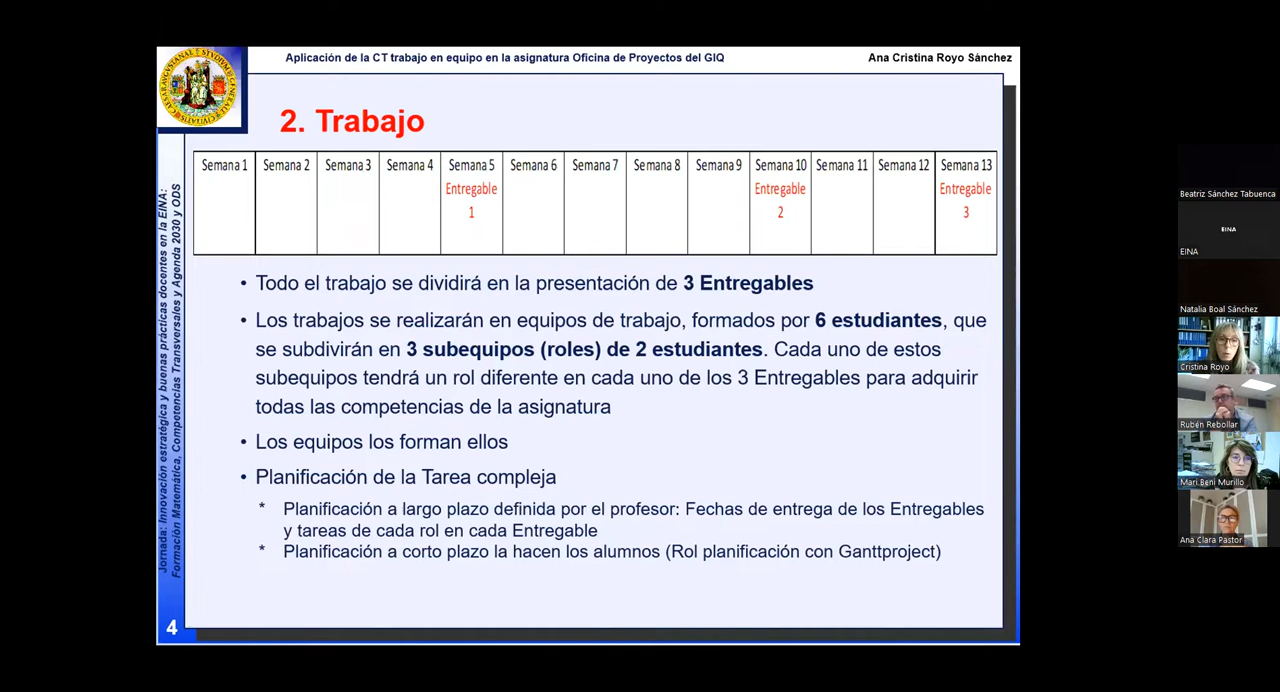 Aplicación de la CT trabajo en equipo en la asignatura Oficina de Proyectos del GIQ
Ana Cristina Royo Sánchez
2. Trabajo
Semana 1 Semana 2 Semana 3 Semana 4 Semana 5 Semana 6 Semana 7 Semana 8 Semana 9 Semana 10 Semana 11 Semana 12 Semana 13
Entregable Entregable Entregable
1 2 3
• Todo el trabajo se dividirá en la presentación de 3 Entregables
• Los trabajos se realizarán en equipos de trabajo, formados por 6 estudiantes, que
se subdivirán en 3 subequipos (roles) de 2 estudiantes. Cada uno de estos
subequipos tendrá un rol diferente en cada uno de los 3 Entregables para adquirir
todas las competencias de la asignatura
• Los equipos los forman ellos
• Planificación de la Tarea compleja
* Planificación a largo plazo definida por el profesor: Fechas de entrega de los Entregables
y tareas de cada rol en cada Entregable
* Planificación a corto plazo la hacen los alumnos (Rol planificación con Ganttproject)
Jornada: Innovación estratégica y buenas prácticas docentes en la EINA:
Formación Matemática, Competencias Transversales y Agenda 2030 y ODS
4
Beatriz Sánchez Tabuenca
EINA
EINA
Natalia Boal Sánchez
Cristina Royo
Rubén Rebollar
Mari.Beni Murillo
Ana Clara Pastor